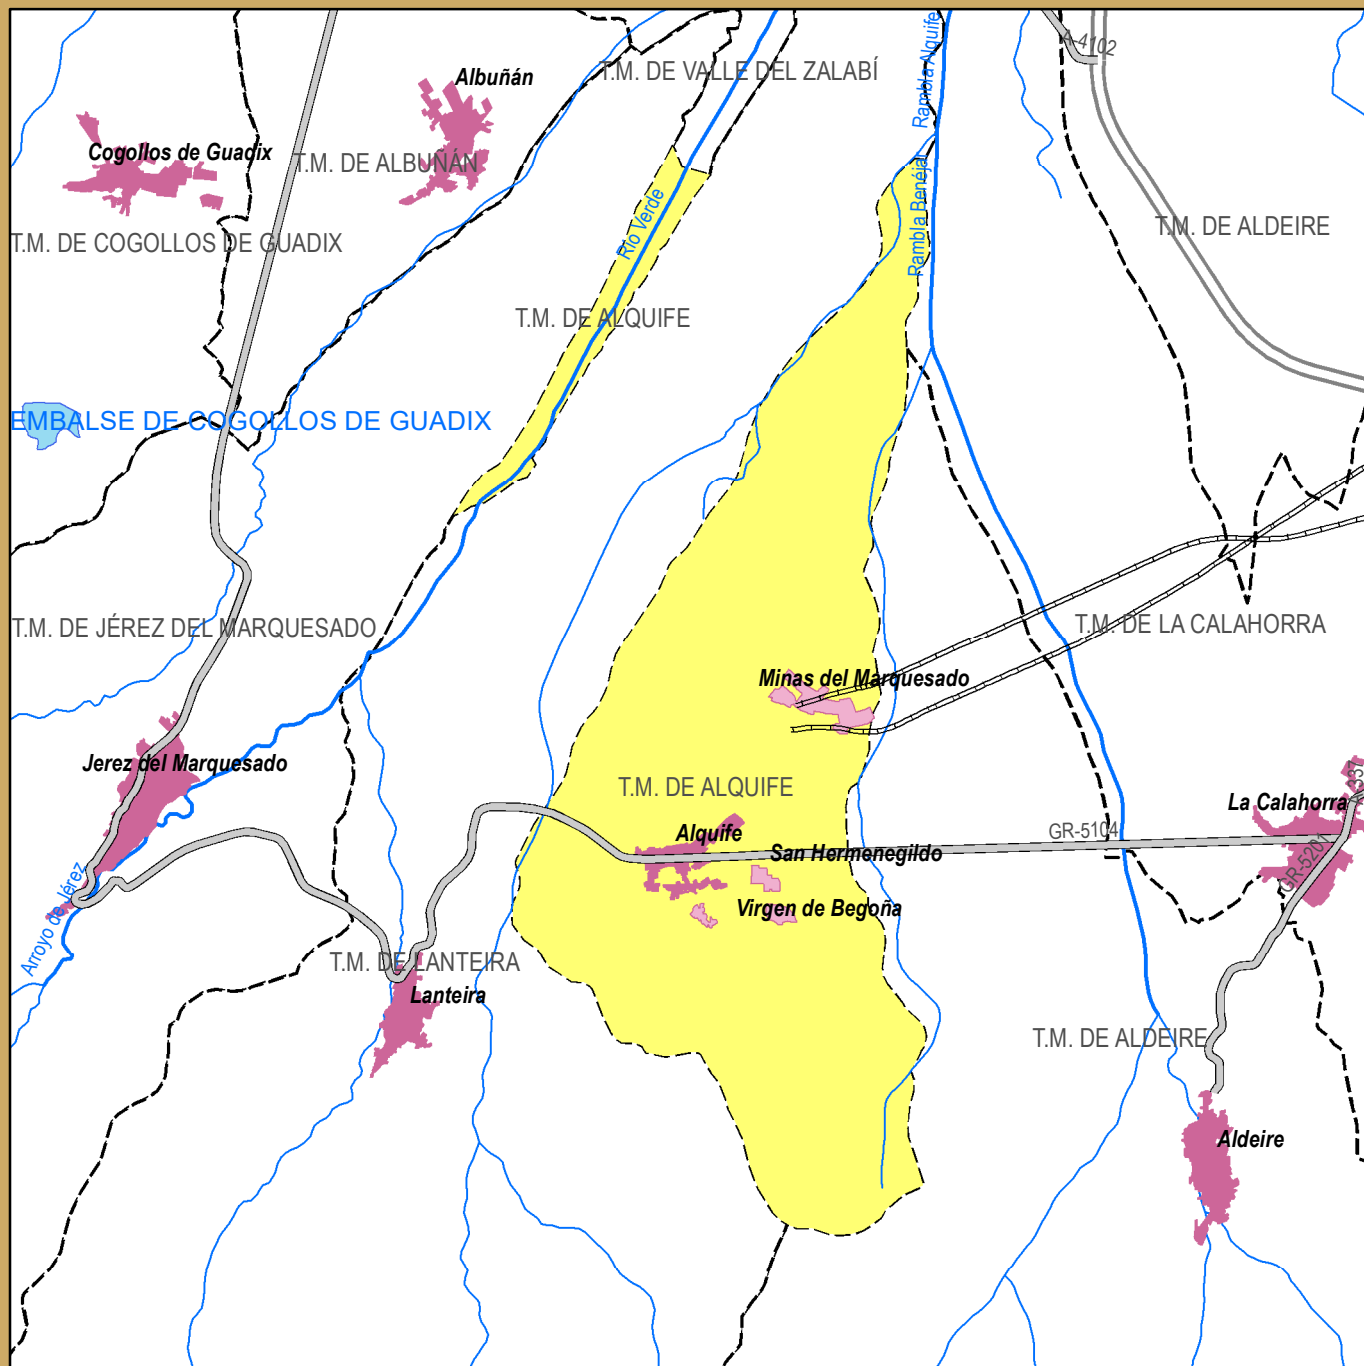 A-4102
Rambla Alquife
T.M. DE VALLE DEL ZALABÍ
Albuñán
Cogollos de Guadix
T.M. DE ALBUÑÁN
Rambla Benéjal
Río Verde
T.M. DE ALDEIRE
T.M. DE COGOLLOS DE GUADIX
T.M. DE ALQUIFE
EMBALSE DE COGOLLOS DE GUADIX
T.M. DE JÉREZ DEL MARQUESADO
T.M. DE LA CALAHORRA
Minas del Marquesado
Jerez del Marquesado
T.M. DE ALQUIFE
La Calahorra
Alquife
GR-5104
San Hermenegildo
GR-5201
Virgen de Begoña
Arroyo de Jérez
T.M. DE LANTEIRA
Lanteira
T.M. DE ALDEIRE
Aldeire